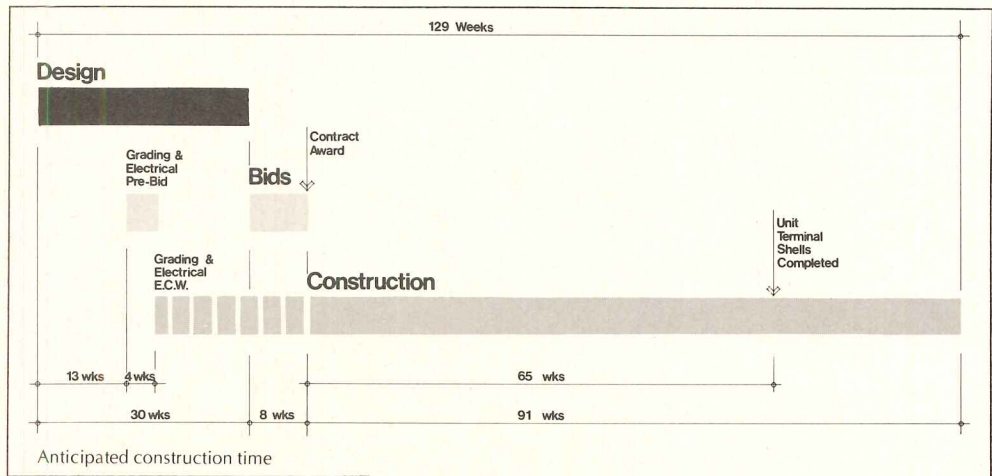 129 Weeks
Design
Grading &
Electrical
Pre-Bid
Bids
Contract
Award
Unit
Terminal
Shells
Completed
Grading &
Electrical
E.C.W.
Construction
13 wks
4 wks
65 wks
30 wks
8 wks
91 wks
Anticipated construction time